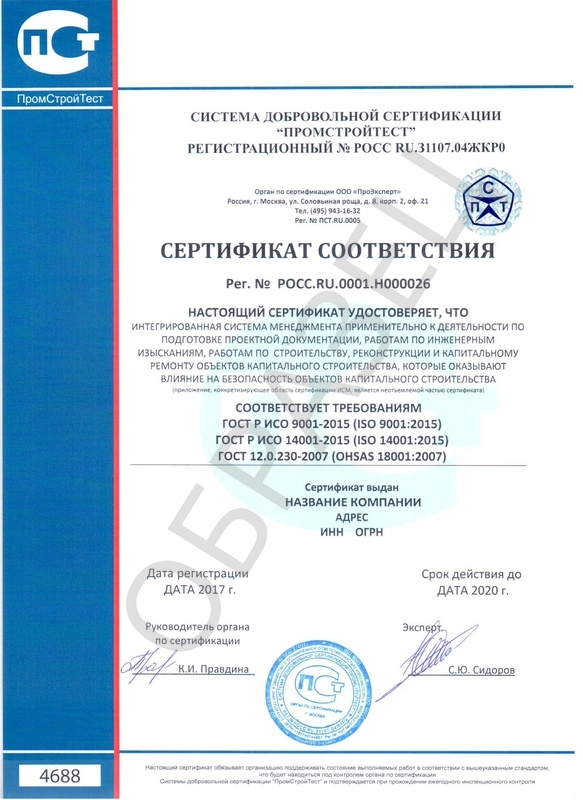 ПСТ
ПромСтройТест
СИСТЕМА ДОБРОВОЛЬНОЙ СЕРТИФИКАЦИИ
“ПРОМСТРОЙТЕСТ”
РЕГИСТРАЦИОННЫЙ № РОСС RU.31107.04ЖКР0
Орган по сертификации ООО «ПроЭксперт»
Россия, г. Москва, ул. Соловьиная роща, д. 8, корп. 2, оф. 21
Тел. (495) 943-16-32
Рег. № ПСТ.RU.0005
С
П Т
СЕРТИФИКАТ СООТВЕТСТВИЯ
Рег. № РОСС.RU.0001.Н000026
НАСТОЯЩИЙ СЕРТИФИКАТ УДОСТОВЕРЯЕТ, ЧТО
ИНТЕГРИРОВАННАЯ СИСТЕМА МЕНЕДЖМЕНТА ПРИМЕНИТЕЛЬНО К ДЕЯТЕЛЬНОСТИ ПО
ПОДГОТОВКЕ ПРОЕКТНОЙ ДОКУМЕНТАЦИИ, РАБОТАМ ПО ИНЖЕНЕРНЫМ
ИЗЫСКАНИЯМ, РАБОТАМ ПО СТРОИТЕЛЬСТВУ, РЕКОНСТРУКЦИИ И КАПИТАЛЬНОМУ
РЕМОНТУ ОБЪЕКТОВ КАПИТАЛЬНОГО СТРОИТЕЛЬСТВА, КОТОРЫЕ ОКАЗЫВАЮТ
ВЛИЯНИЕ НА БЕЗОПАСНОСТЬ ОБЪЕКТОВ КАПИТАЛЬНОГО СТРОИТЕЛЬСТВА
(приложение, конкретизирующее область сертификации ИСМ, является неотъемлемой частью сертификата)
СООТВЕТСТВУЕТ ТРЕБОВАНИЯМ
ГОСТ Р ИСО 9001-2015 (ISO 9001:2015)
ГОСТ Р ИСО 14001-2015 (ISO 14001:2015)
ГОСТ 12.0.230-2007 (OHSAS 18001:2007)
ОБРАЗЕЦ
Сертификат выдан
НАЗВАНИЕ КОМПАНИИ
АДРЕС
ИНН ОГРН
Дата регистрации
ДАТА 2017 г.
Срок действия до
ДАТА 2020 г.
Руководитель органа
по сертификации
К.И. Правдина
Эксперт
С.Ю. Сидоров
ПСТ
ОРГАН ПО СЕРТИФИКАЦИИ
Г. МОСКВА
4688
Настоящий сертификат обязывает организацию поддерживать состояние выполняемых работ в соответствии с вышеуказанным стандартом,
что будет находиться под контролем органа по сертификации
Системы добровольной сертификации "ПромСтройТест" и подтверждается при прохождении ежегодного инспекционного контроля